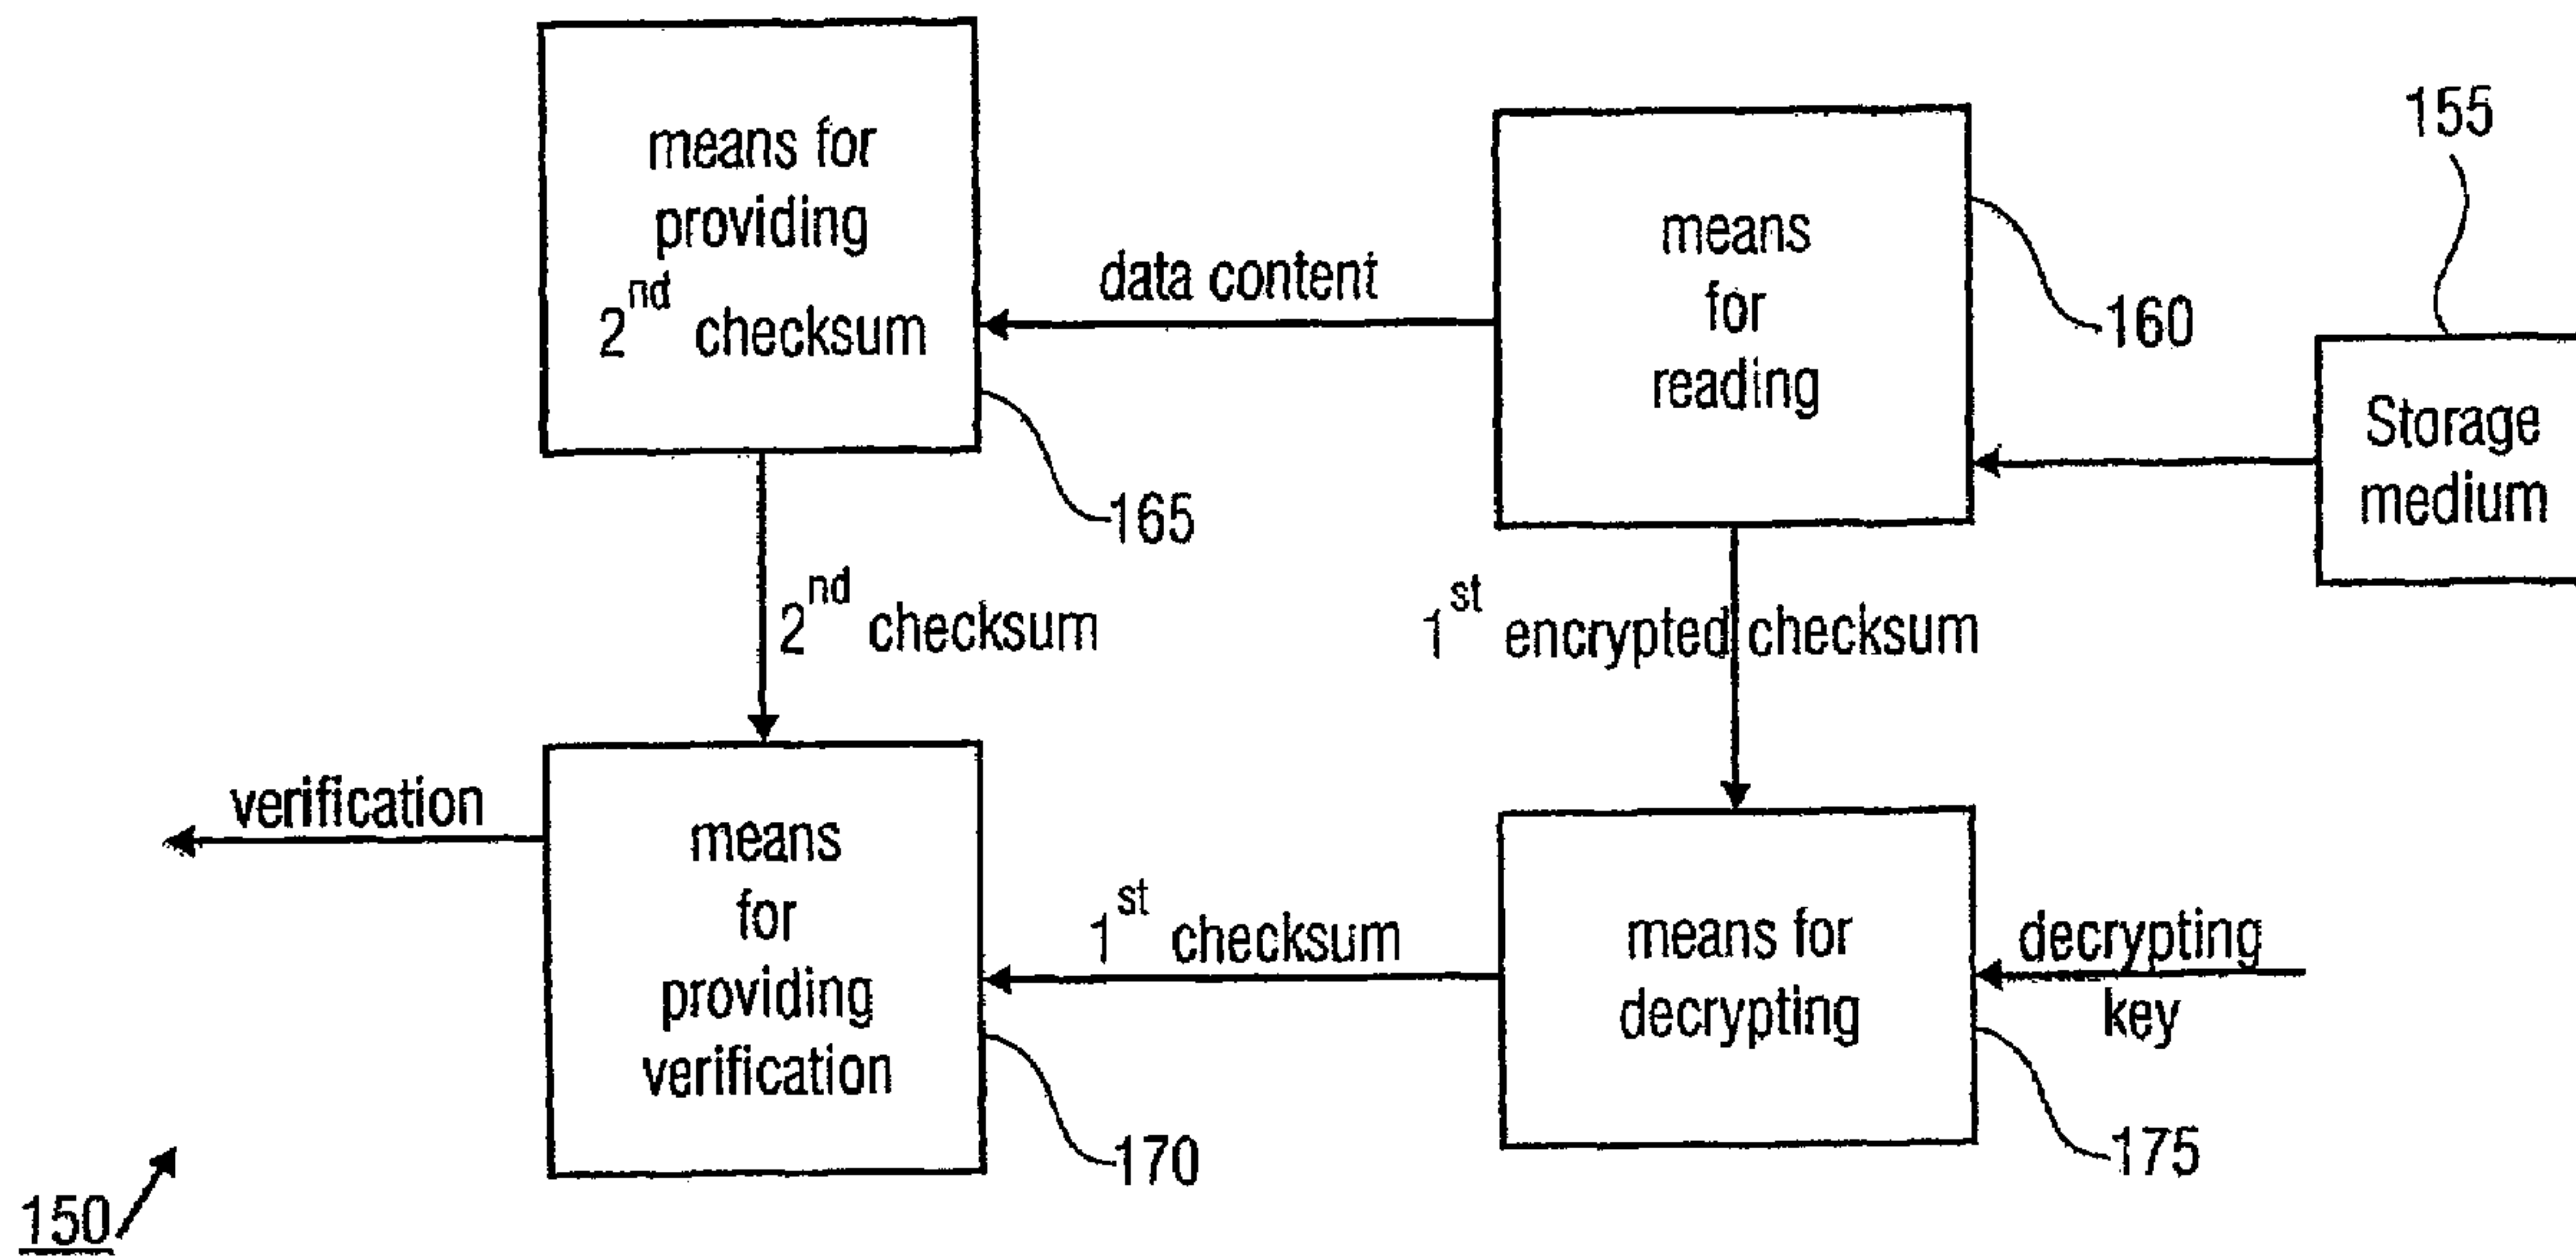 means for
providing
2nd checksum
data content
means
for
reading
155
160
Storage
medium
165
2nd checksum
1st encrypted checksum
verification
means
for
providing
verification
1st checksum
means for
decrypting
decrypting
key
170
175
150